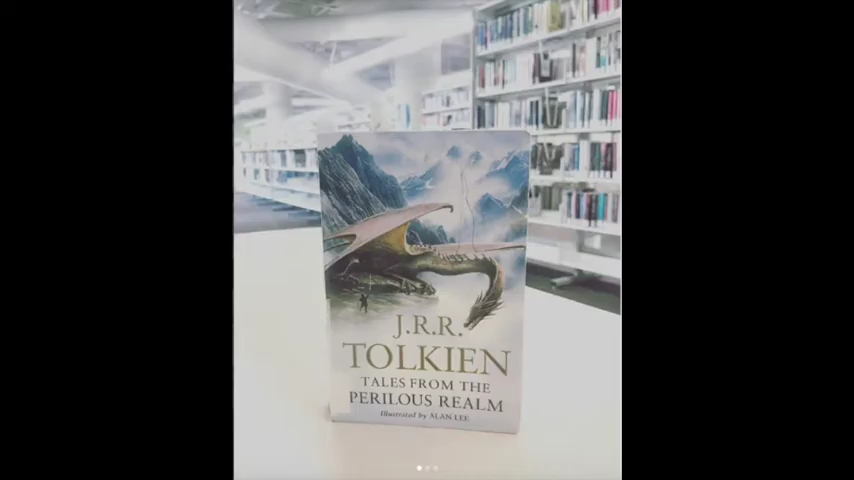 J.R.R.
TOLKIEN
TALES FROM THE
PERILOUS REALM
Illustrated by ALAN LEE